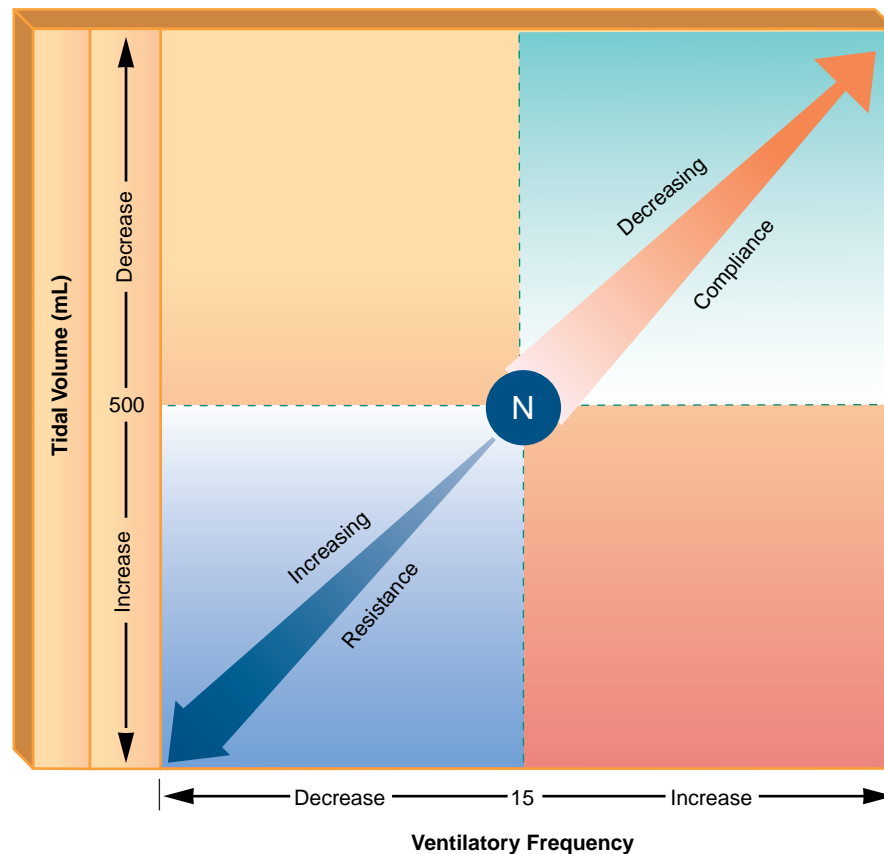 Tidal Volume (mL)
Decrease
500
Increase
Decreasing
Compliance
N
Increasing
Resistance
Decrease 15 Increase
Ventilatory Frequency